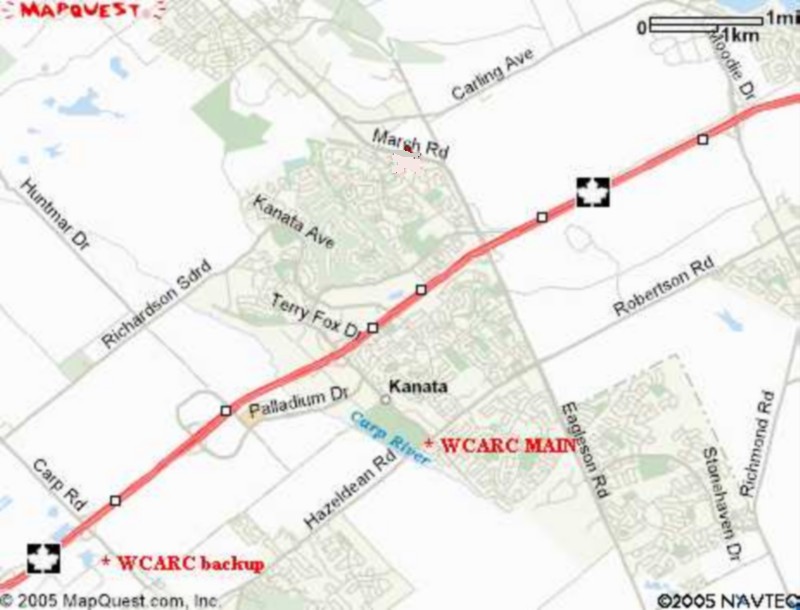 MAPQUEST.
0
1mi
1km
Moodie Dr
Carling Ave
Marsh Rd
Huntmar Dr
Kanata Ave
Richardson Sdrd
Robertson Rd
Terry Fox Dr
Kanata
Palladium Dr
Carp River
* WCARC MAIN
Eagleson Rd
Richmond Rd
Stonehaven Dr
Hazeldean Rd
Carp Rd
* WCARC backup
© 2005 MapQuest.com, Inc.
©2005 NAVTEC